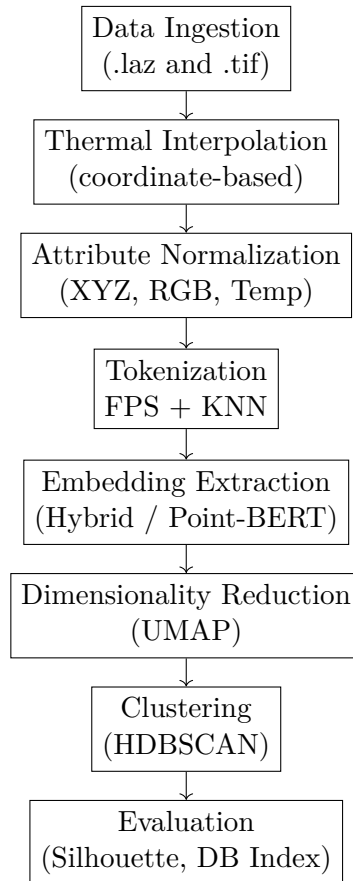 Data Ingestion
(.laz and .tif)
Thermal Interpolation
(coordinate-based)
Attribute Normalization
(XYZ, RGB, Temp)
Tokenization
FPS + KNN
Embedding Extraction
(Hybrid / Point-BERT)
Dimensionality Reduction
(UMAP)
Clustering
(HDBSCAN)
Evaluation
(Silhouette, DB Index)